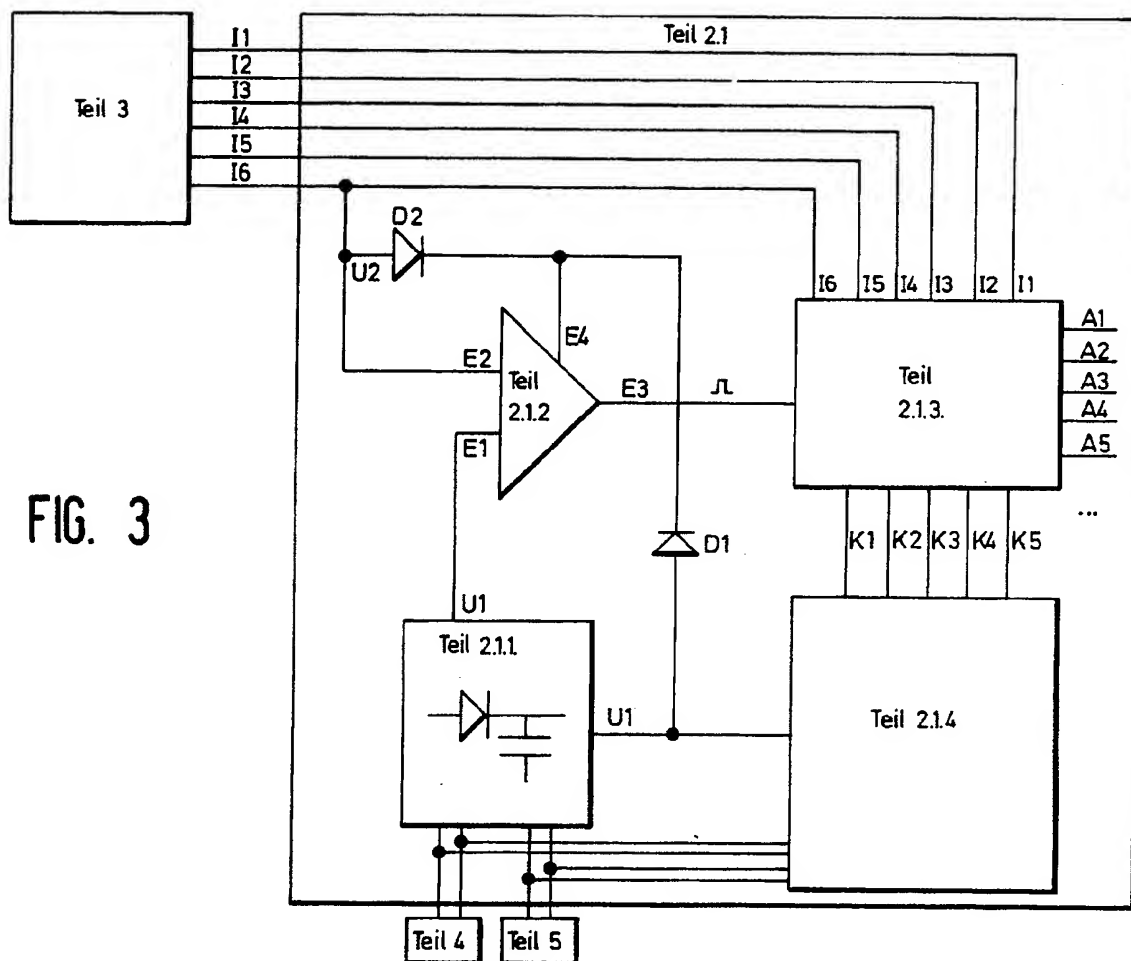 Teil 2.1
I1
I2
I3
I4
I5
I6
Teil 3
D2
U2
I6 I5 I4 I3 I2 I1
E4
E2
Teil
2.1.2
E3
E1
Teil
2.1.3.
A1
A2
A3
A4
A5
...
FIG. 3
D1
K1 K2 K3 K4 K5
U1
Teil 2.1.1.
U1
Teil 2.1.4
Teil 4
Teil 5